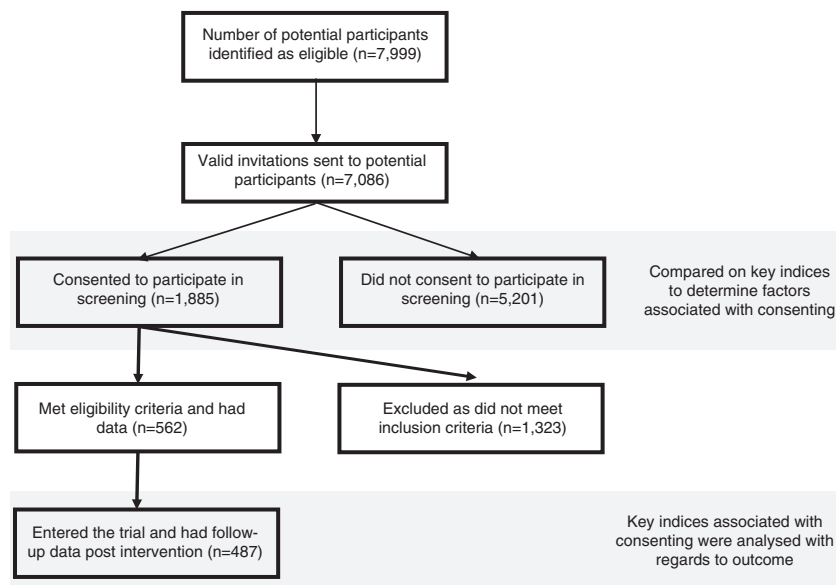 Number of potential participants
identified as eligible (n=7,999)
Valid invitations sent to potential
participants (n=7,086)
Consented to participate in
screening (n=1,885)
Did not consent to participate in
screening (n=5,201)
Compared on key indices
to determine factors
associated with consenting
Met eligibility criteria and had
data (n=562)
Excluded as did not meet
inclusion criteria (n=1,323)
Entered the trial and had follow-
up data post intervention (n=487)
Key indices associated with
consenting were analysed with
regards to outcome